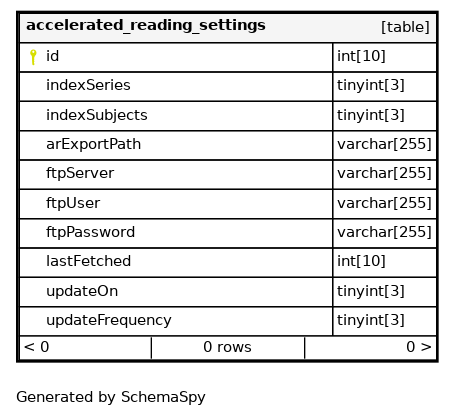 accelerated_reading_settings [table]
id int[10]
indexSeries tinyint[3]
indexSubjects tinyint[3]
arExportPath varchar[255]
ftpServer varchar[255]
ftpUser varchar[255]
ftpPassword varchar[255]
lastFetched int[10]
updateOn tinyint[3]
updateFrequency tinyint[3]
< 0 0 rows 0 >
Generated by SchemaSpy